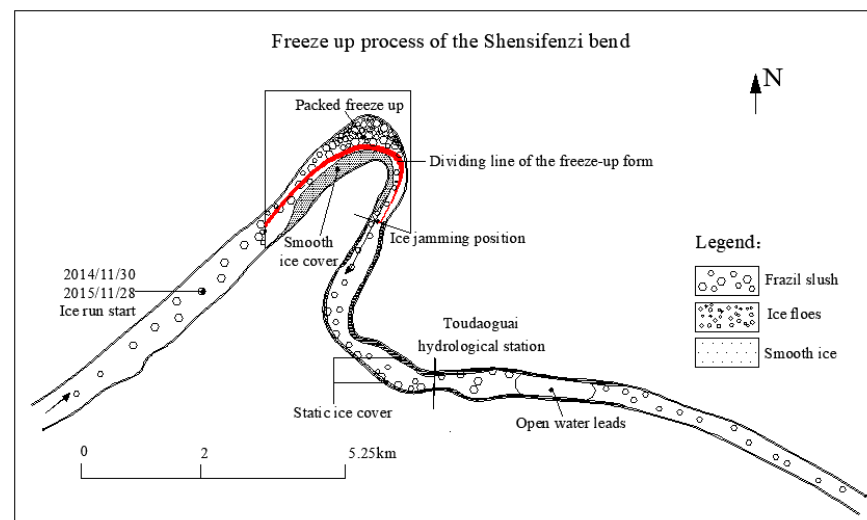 Freeze up process of the Shensifenzi bend
N
Packed freeze up
Dividing line of the freeze-up form
Smooth
ice cover
Ice jamming position
Legend：
2014/11/30
2015/11/28
Ice run start
Frazil slush
Ice floes
Smooth ice
Toudaoguai
hydrological station
Static ice cover
Open water leads
0
2
5.25km